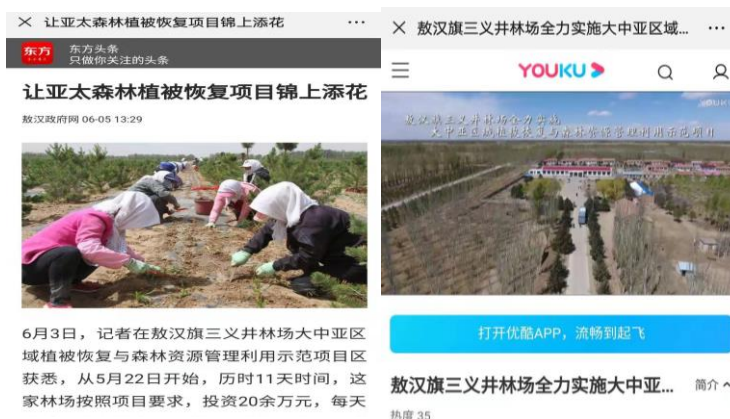 × 让亚太森林植被恢复项目锦上添花 ···
东方 东方头条
只做你关注的头条
让亚太森林植被恢复项目锦上添花
敖汉政府网 06-05 13:29
6月3日，记者在敖汉旗三义井林场大中亚区
域植被恢复与森林资源管理利用示范项目区
获悉，从5月22日开始，历时11天时间，这
家林场按照项目要求，投资20余万元，每天
× 敖汉旗三义井林场全力实施大中亚区域... ···
YOUKU
敖汉旗三义井林场全力实施
大中亚区域植被恢复与森林资源管理利用示范项目
打开优酷APP，流畅到起飞
敖汉旗三义井林场全力实施大中亚... 简介
热度 35